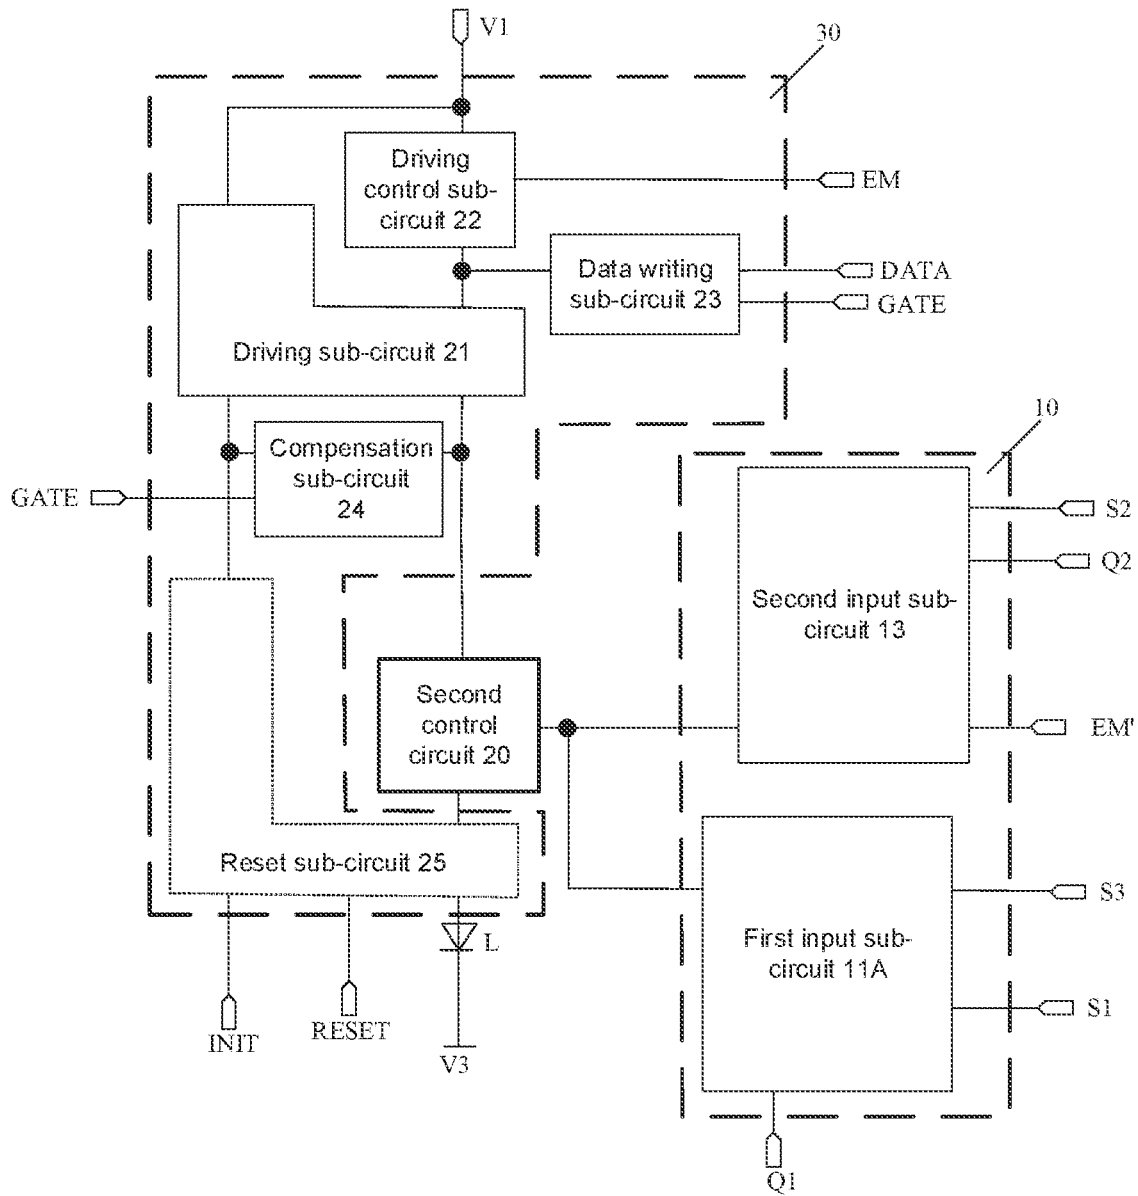 V1
30
Driving
control sub-
circuit 22
EM
Data writing
sub-circuit 23
DATA
GATE
Driving sub-circuit 21
10
Compensation
sub-circuit
24
GATE
S2
Q2
Second input sub-
circuit 13
Second
control
circuit 20
EM'
Reset sub-circuit 25
S3
L
First input sub-
circuit 11A
S1
INIT
RESET
V3
Q1